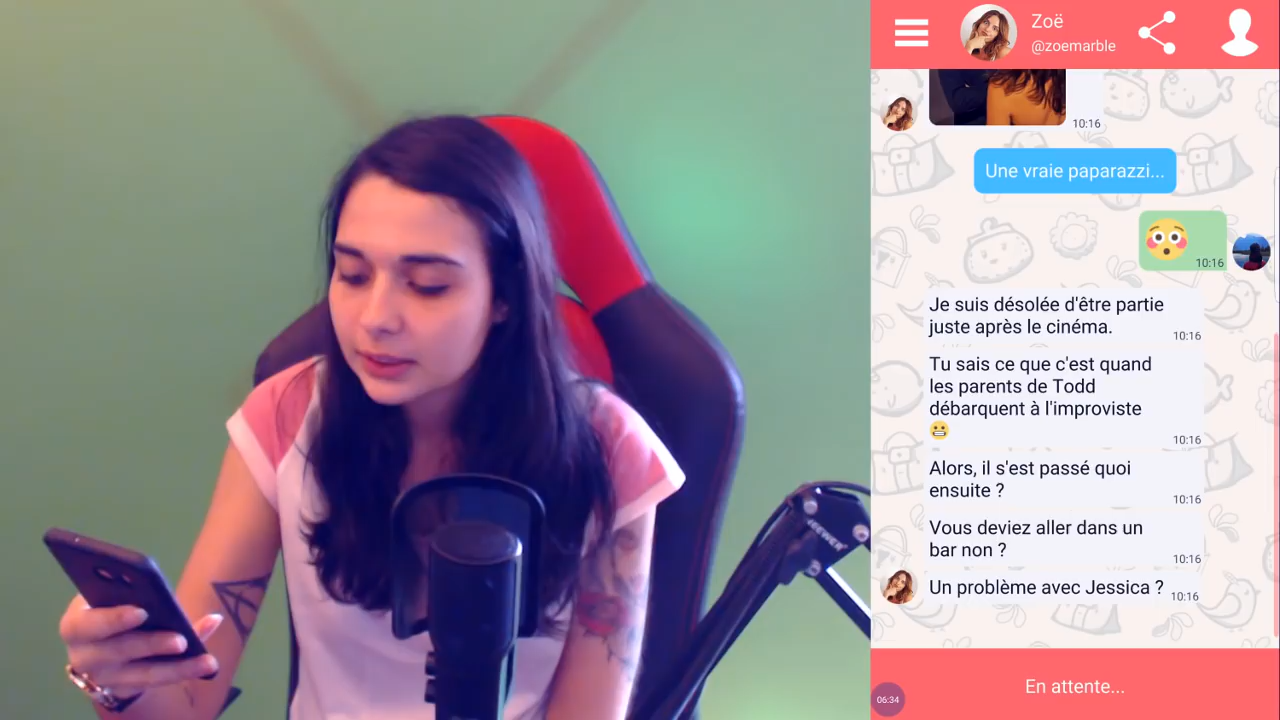 Zoë
@zoemarble
10:16
Une vraie paparazzi...
10:16
Je suis désolée d'être partie
juste après le cinéma.
10:16
Tu sais ce que c'est quand
les parents de Todd
débarquent à l'improviste
😬
10:16
Alors, il s'est passé quoi
ensuite ?
10:16
Vous deviez aller dans un
bar non ?
10:16
Un problème avec Jessica ?
10:16
En attente...
06:34
NEEWER